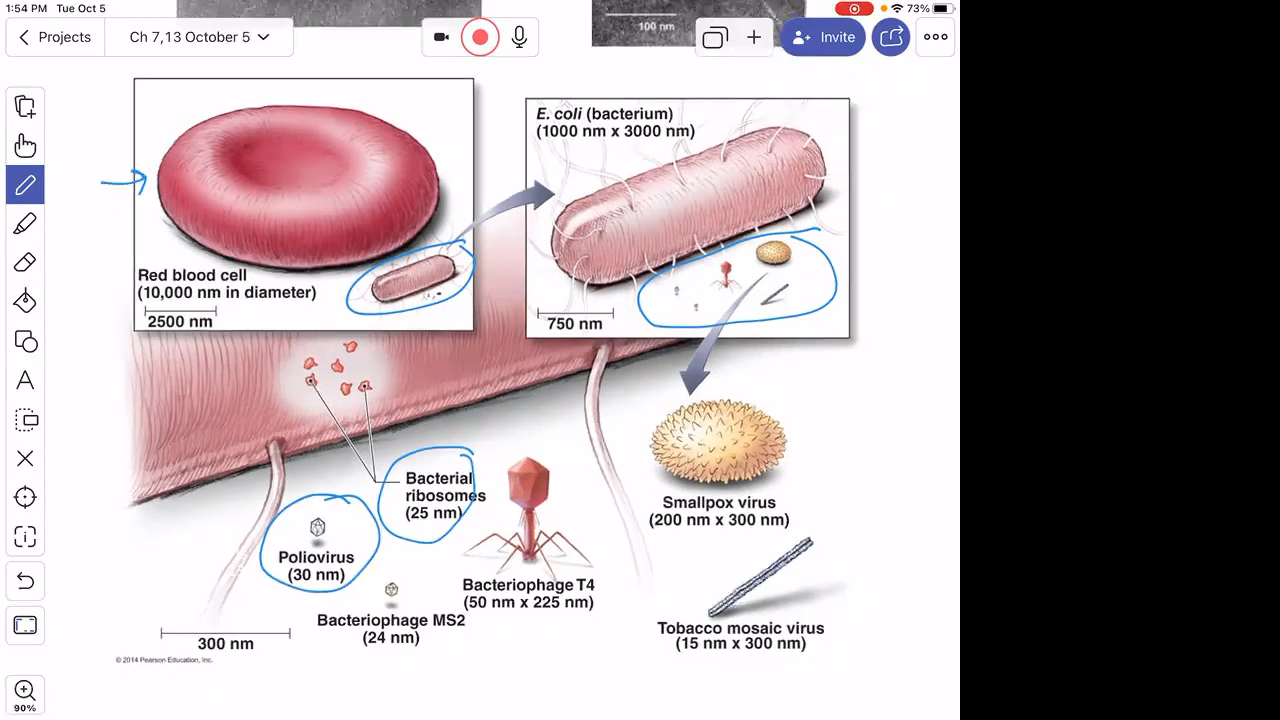 1:54 PM Tue Oct 5
73%
100 nm
Projects
Ch 7,13 October 5
Invite
E. coli (bacterium)
(1000 nm x 3000 nm)
Red blood cell
(10,000 nm in diameter)
2500 nm
750 nm
Bacterial
ribosomes
(25 nm)
Smallpox virus
(200 nm x 300 nm)
Poliovirus
(30 nm)
Bacteriophage T4
(50 nm x 225 nm)
Bacteriophage MS2
(24 nm)
Tobacco mosaic virus
(15 nm x 300 nm)
300 nm
© 2014 Pearson Education, Inc.
A
90%